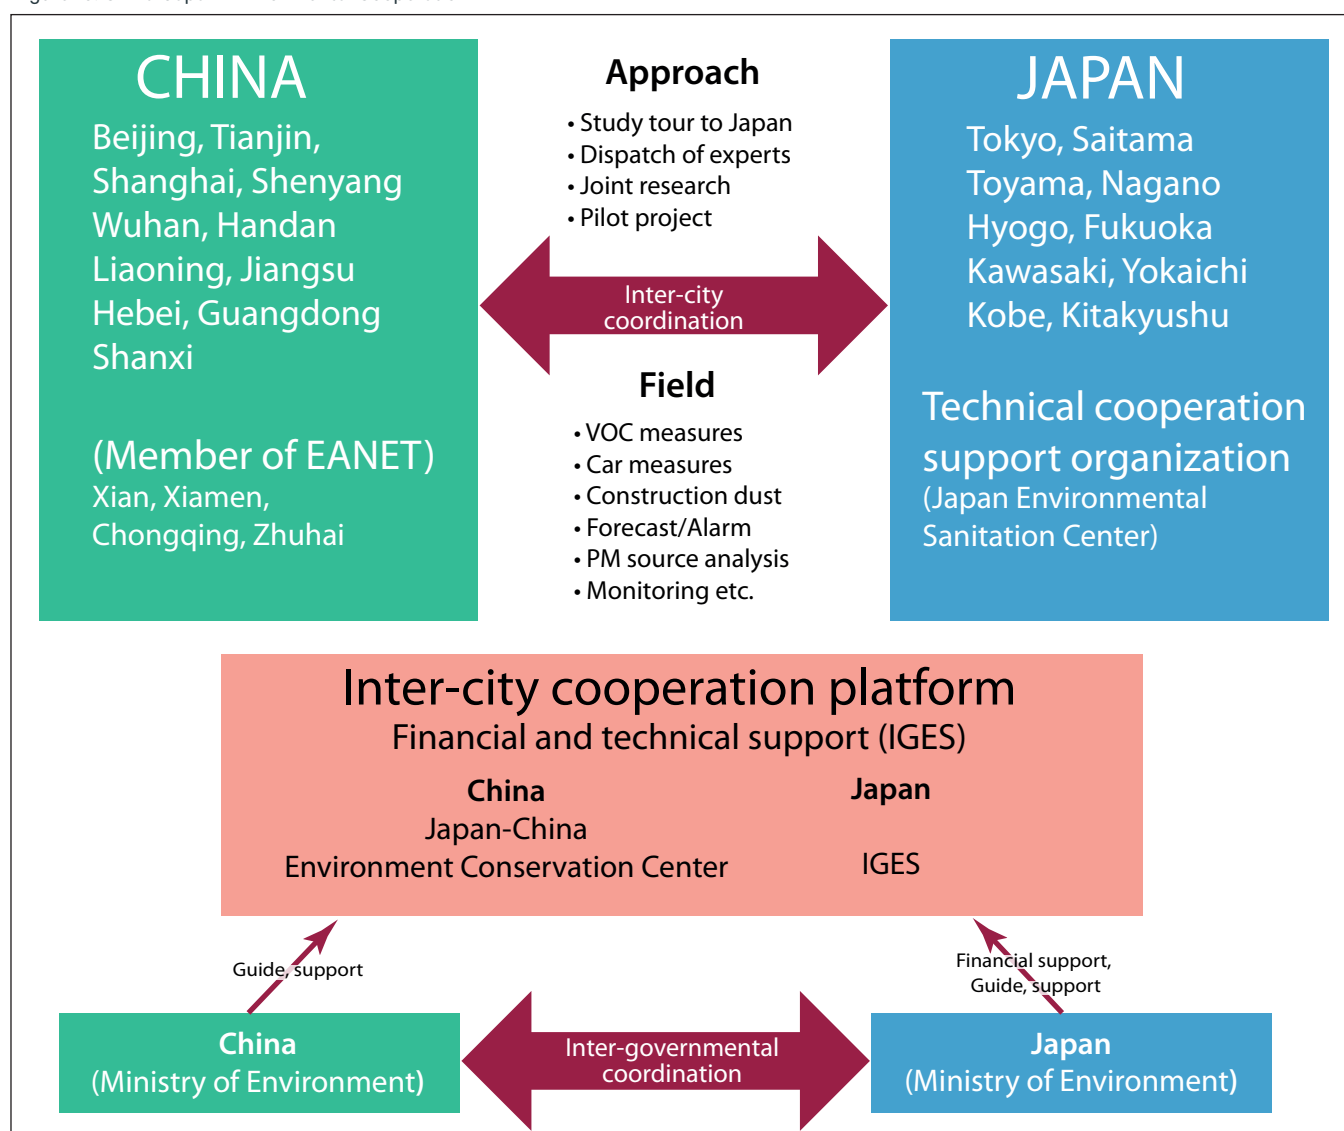 CHINA
Beijing, Tianjin,
Shanghai, Shenyang
Wuhan, Handan
Liaoning, Jiangsu
Hebei, Guangdong
Shanxi
(Member of EANET)
Xian, Xiamen,
Chongqing, Zhuhai
Approach
• Study tour to Japan
• Dispatch of experts
• Joint research
• Pilot project
Inter-city
coordination
Field
• VOC measures
• Car measures
• Construction dust
• Forecast/Alarm
• PM source analysis
• Monitoring etc.
JAPAN
Tokyo, Saitama
Toyama, Nagano
Hyogo, Fukuoka
Kawasaki, Yokaichi
Kobe, Kitakyushu
Technical cooperation
support organization
(Japan Environmental
Sanitation Center)
Inter-city cooperation platform
Financial and technical support (IGES)
China
Japan-China
Environment Conservation Center
Japan
IGES
Guide, support
Financial support,
Guide, support
China
(Ministry of Environment)
Inter-governmental
coordination
Japan
(Ministry of Environment)